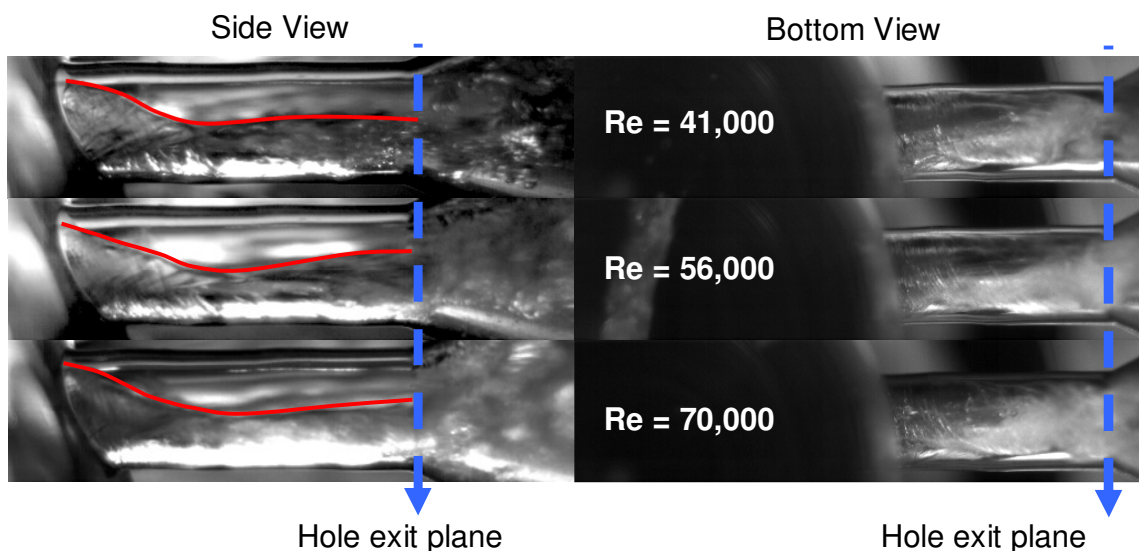 Side View
Bottom View
Re = 41,000
Re = 56,000
Re = 70,000
Hole exit plane
Hole exit plane